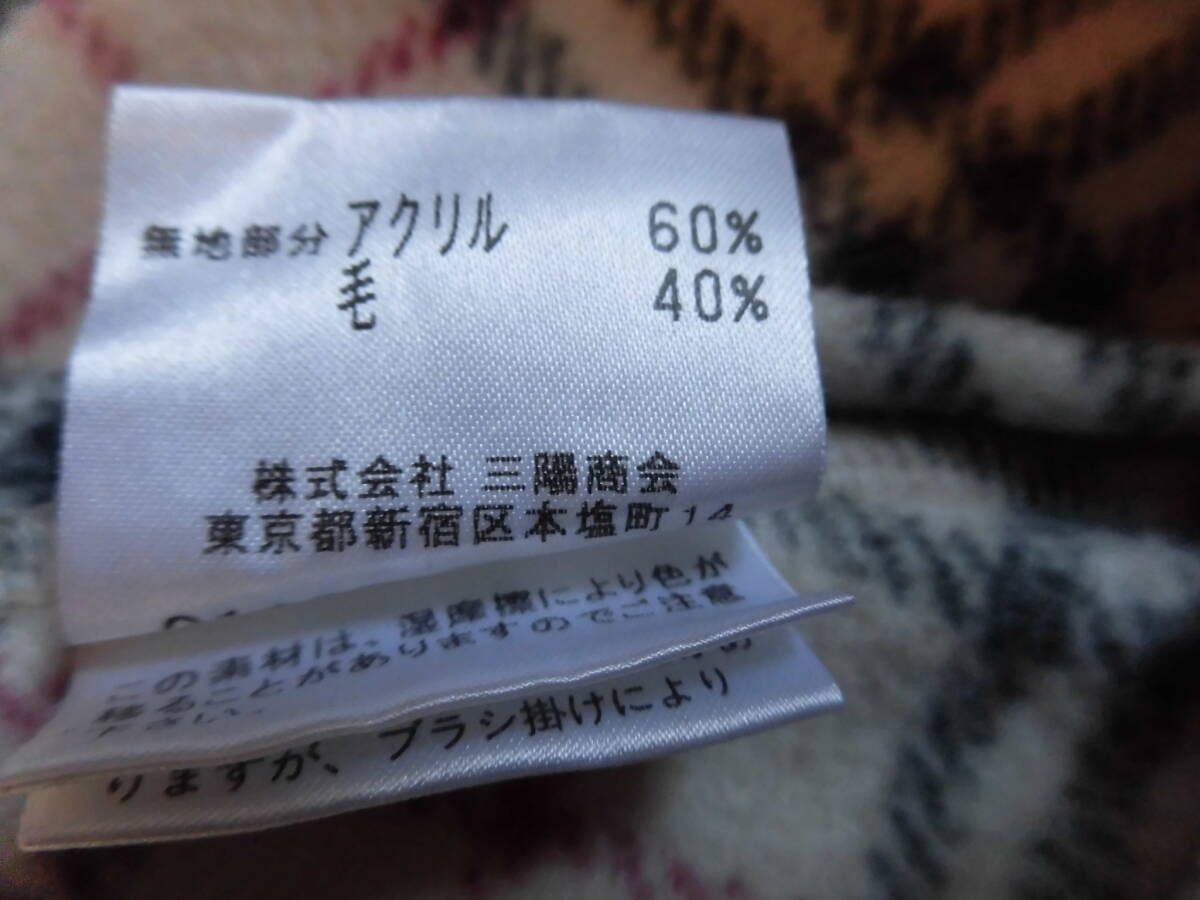 無地部分 アクリル 60%
毛 40%
株式会社 三陽商会
東京都新宿区本塩町14
この素材は、湿摩擦により色が
移ることがありますのでご注意
ださい。
りますが、ブラシ掛けにより